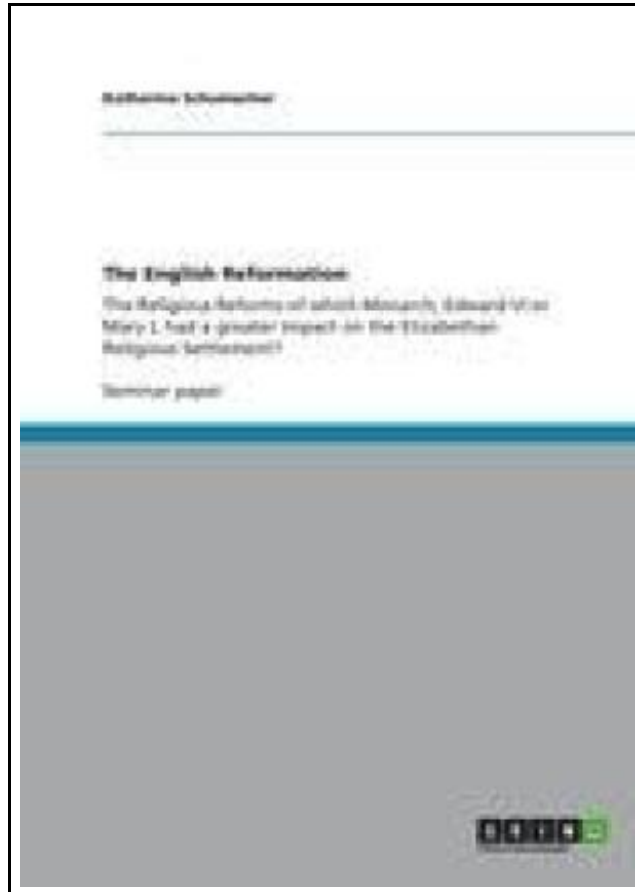 Katharina Schumacher
The English Reformation
The Religious Reforms of which Monarch, Edward VI or
Mary I, had a greater impact on the Elizabethan
Religious Settlement?
Seminar paper
GRIN